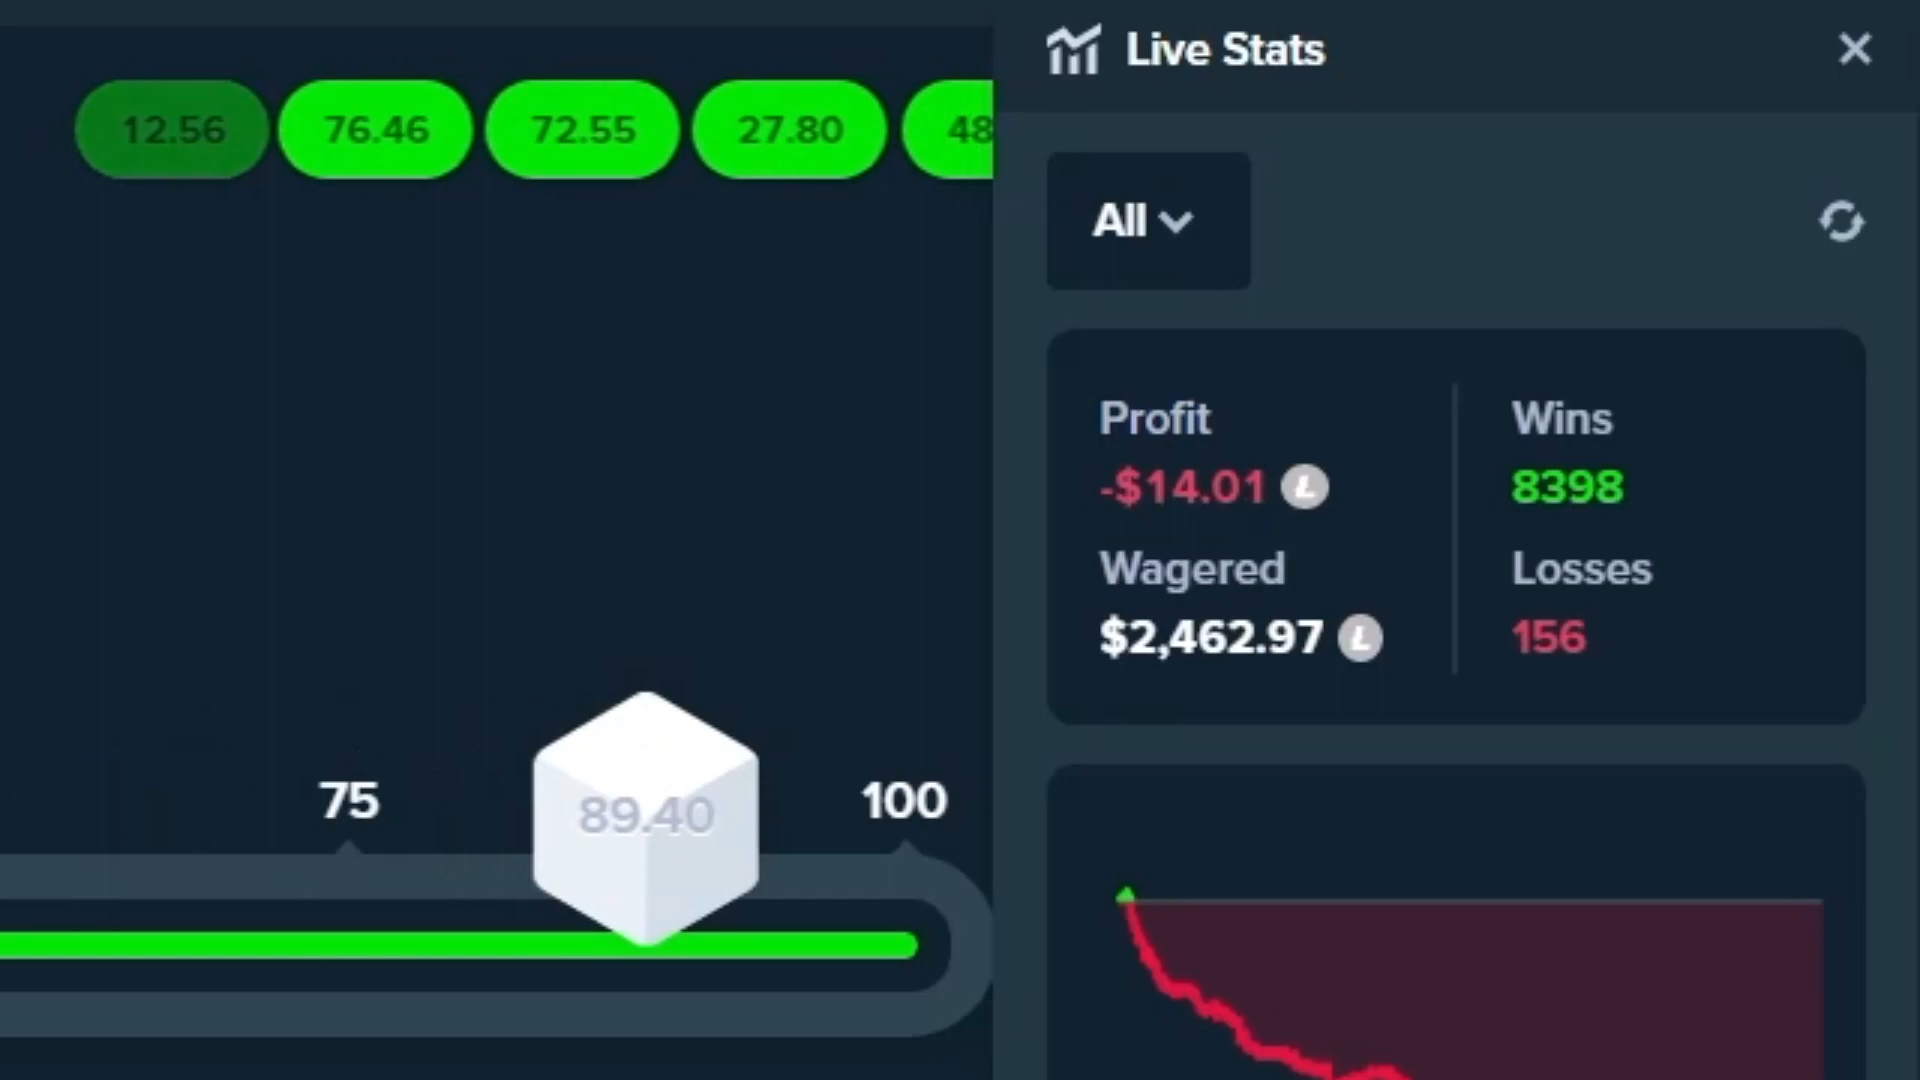 Live Stats
12.56 76.46 72.55 27.80 48
All
Profit
-$14.01
Wins
8398
Wagered
$2,462.97
Losses
156
75
89.40
100